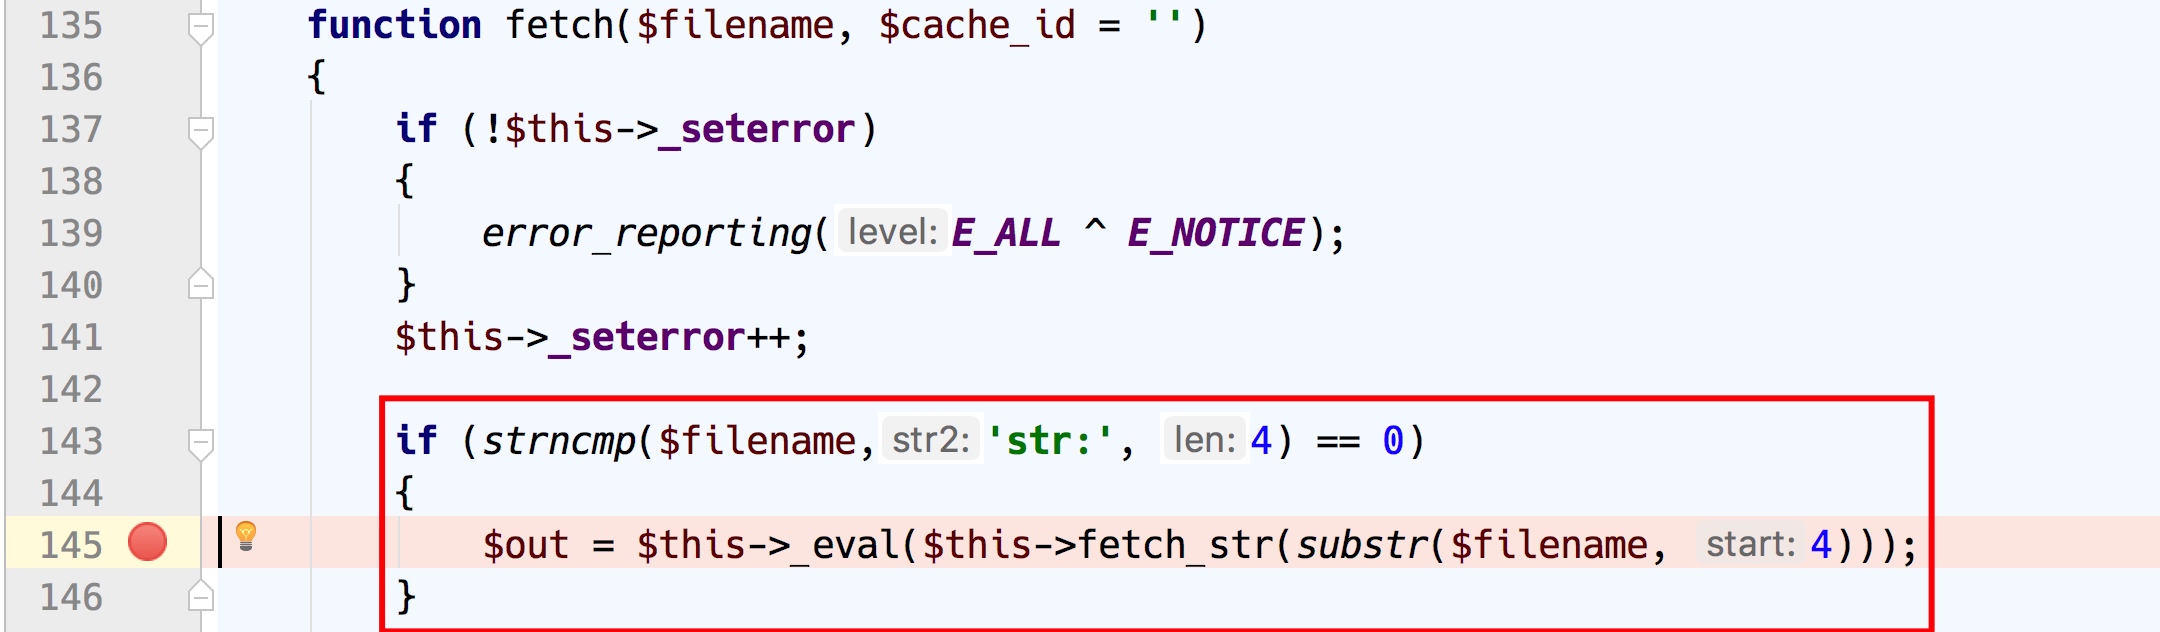 135 function fetch($filename, $cache_id = '')
136 {
137 if (!$this->_seterror)
138 {
139 error_reporting( level: E_ALL ^ E_NOTICE);
140 }
141 $this->_seterror++;
142
143 if (strncmp($filename, str2: 'str:', len: 4) == 0)
144 {
145 $out = $this->_eval($this->fetch_str(substr($filename, start: 4)));
146 }